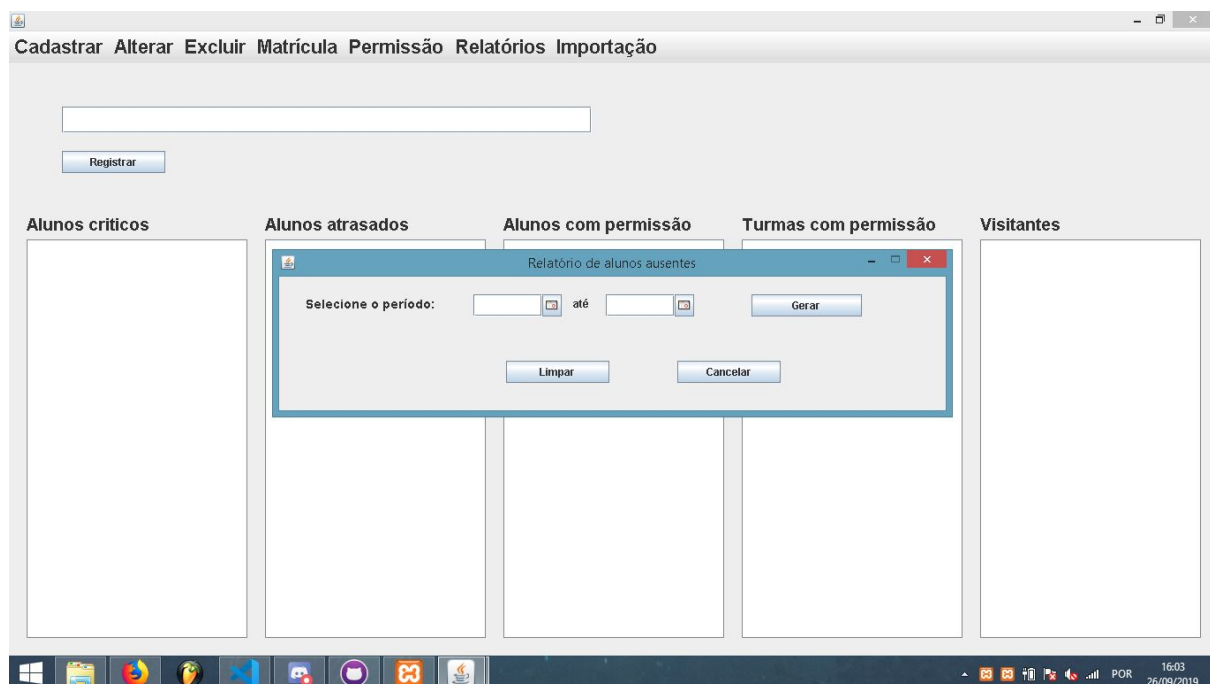 Cadastrar Alterar Excluir Matrícula Permissão Relatórios Importação
Registrar
Alunos criticos
Alunos atrasados
Alunos com permissão
Turmas com permissão
Visitantes
Relatório de alunos ausentes
Selecione o período:
até
Gerar
Limpar
Cancelar
POR
16:03
26/09/2019